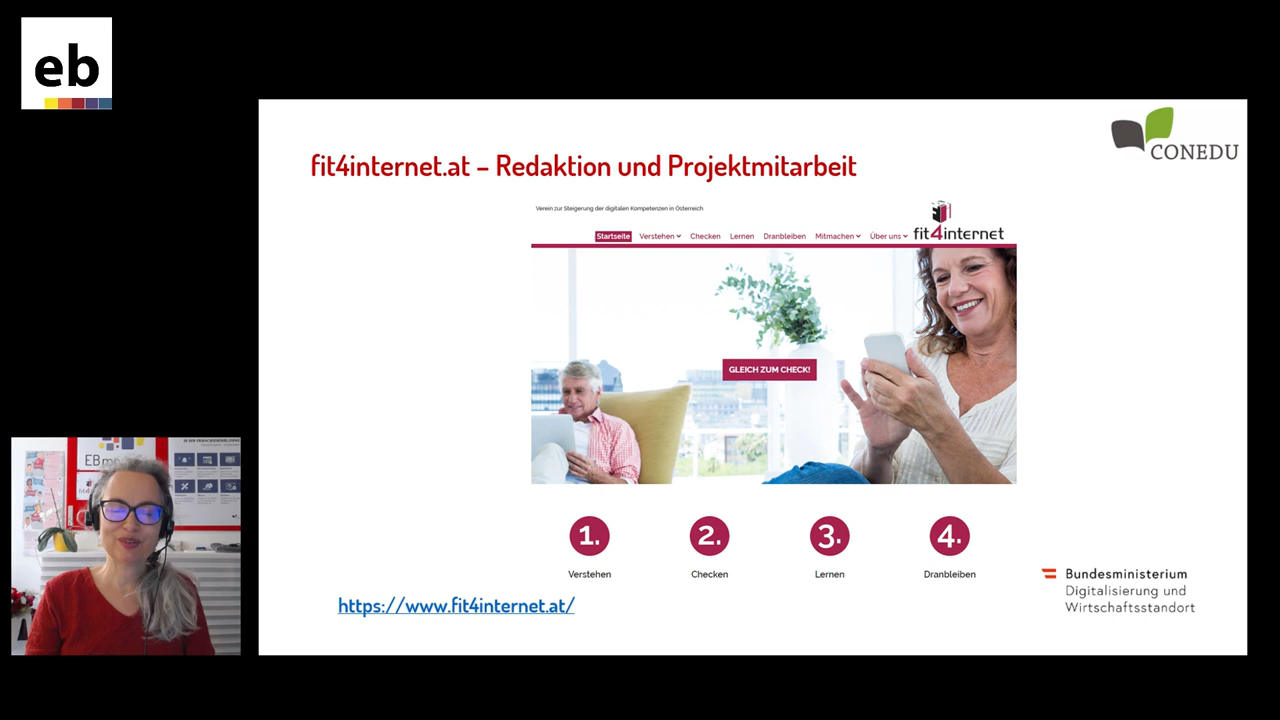 eb
CONEDU
fit4internet.at – Redaktion und Projektmitarbeit
Verein zur Steigerung der digitalen Kompetenzen in Österreich
Startseite Verstehen Checken Lernen Dranbleiben Mitmachen Über uns
fit4internet
GLEICH ZUM CHECK!
EB
1. 2. 3. 4.
Verstehen Checken Lernen Dranbleiben
https://www.fit4internet.at/
Bundesministerium
Digitalisierung und
Wirtschaftsstandort